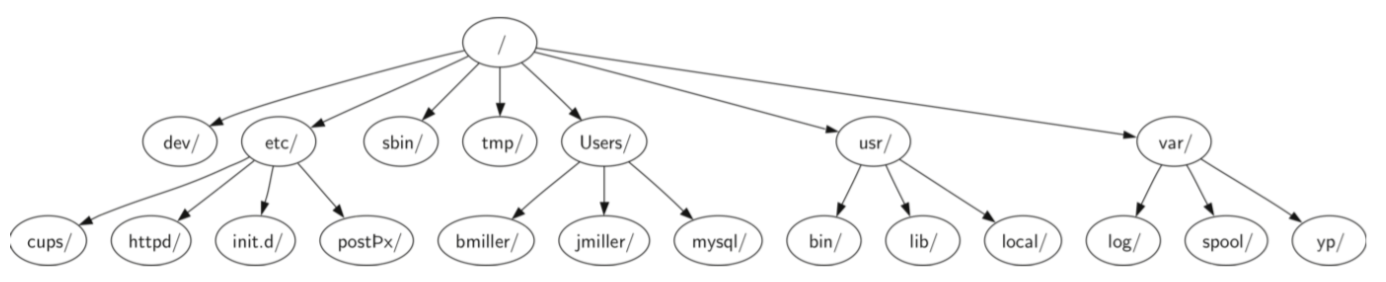 /
dev/ etc/ sbin/ tmp/ Users/ usr/ var/
cups/ httpd/ init.d/ postÞx/ bmiller/ jmiller/ mysql/ bin/ lib/ local/ log/ spool/ yp/